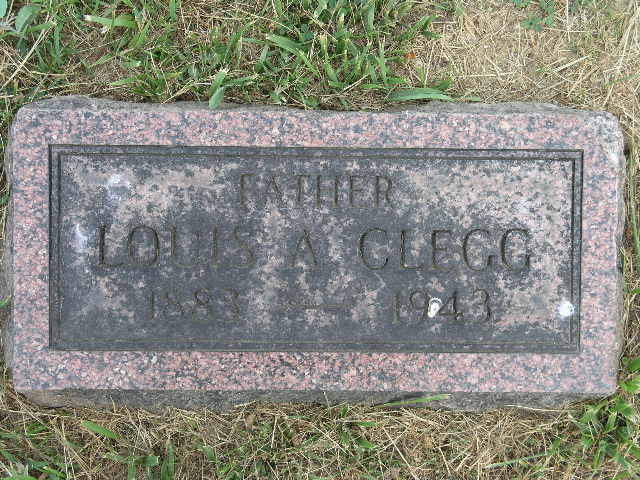 FATHER
LOUIS A CLEGG
1883 — 1943